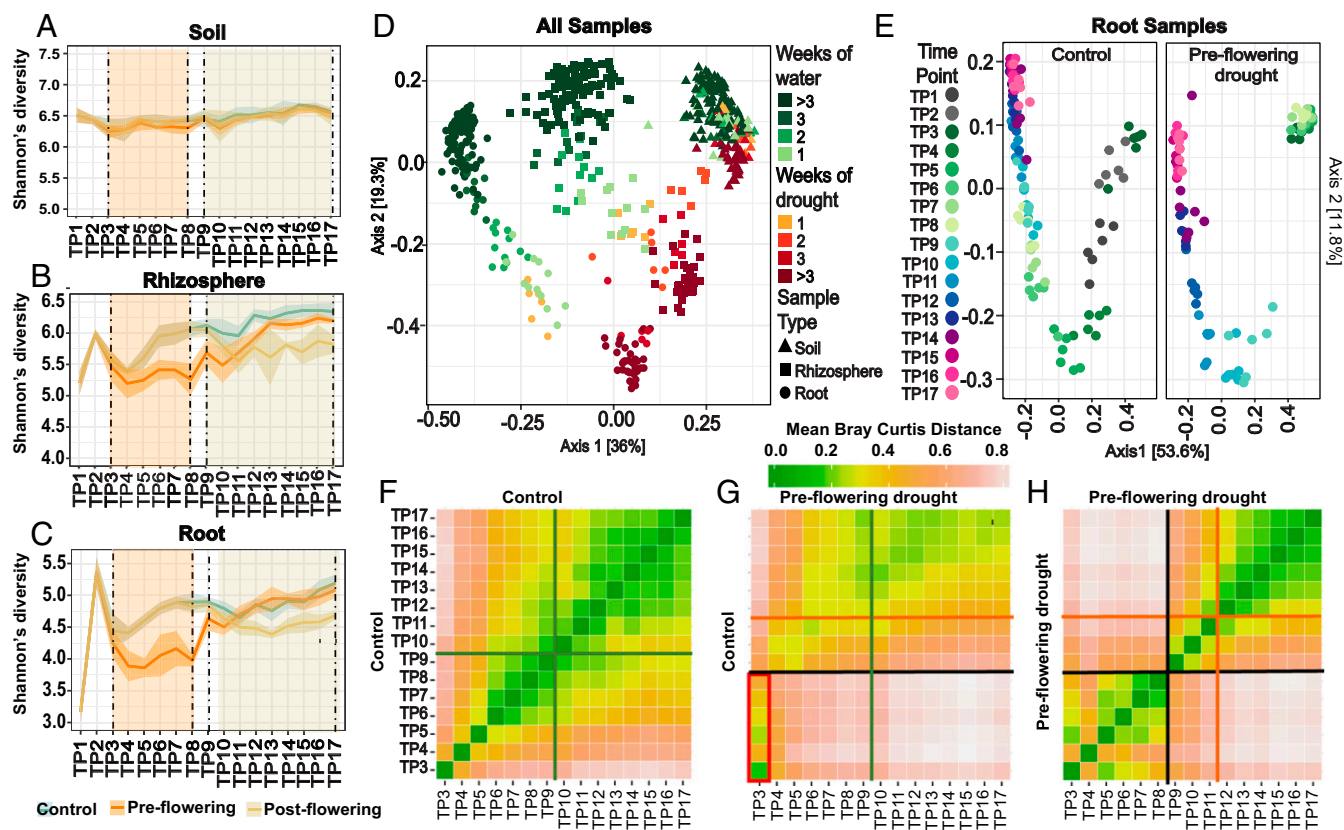 A
Soil
Shannon's diversity
7.5
7.0
6.5
6.0
5.5
5.0
TP1
TP2
TP3
TP4
TP5
TP6
TP7
TP8
TP9
TP10
TP11
TP12
TP13
TP14
TP15
TP16
TP17
B
Rhizosphere
Shannon's diversity
6.5
6.0
5.5
5.0
4.5
4.0
TP1
TP2
TP3
TP4
TP5
TP6
TP7
TP8
TP9
TP10
TP11
TP12
TP13
TP14
TP15
TP16
TP17
C
Root
Shannon's diversity
5.5
5.0
4.5
4.0
3.5
3.0
TP1
TP2
TP3
TP4
TP5
TP6
TP7
TP8
TP9
TP10
TP11
TP12
TP13
TP14
TP15
TP16
TP17
Control
Pre-flowering
Post-flowering
D
All Samples
Axis 2 [19.3%]
0.2
0.0
-0.2
-0.4
-0.50
-0.25
0.00
0.25
Axis 1 [36%]
Weeks of
water
>3
3
2
1
Weeks of
drought
1
2
3
>3
Sample
Type
Soil
Rhizosphere
Root
E
Root Samples
Time
Point
TP1
TP2
TP3
TP4
TP5
TP6
TP7
TP8
TP9
TP10
TP11
TP12
TP13
TP14
TP15
TP16
TP17
Control
Pre-flowering
drought
0.2
0.1
0.0
-0.1
-0.2
-0.3
-0.2
0.0
0.2
0.4
-0.2
0.0
0.2
0.4
Axis1 [53.6%]
Axis 2 [11.8%]
Mean Bray Curtis Distance
0.0
0.2
0.4
0.6
0.8
F
Control
Control
TP17
TP16
TP15
TP14
TP13
TP12
TP11
TP10
TP9
TP8
TP7
TP6
TP5
TP4
TP3
TP3
TP4
TP5
TP6
TP7
TP8
TP9
TP10
TP11
TP12
TP13
TP14
TP15
TP16
TP17
G
Pre-flowering drought
Control
TP3
TP4
TP5
TP6
TP7
TP8
TP9
TP10
TP11
TP12
TP13
TP14
TP15
TP16
TP17
H
Pre-flowering drought
Pre-flowering drought
TP3
TP4
TP5
TP6
TP7
TP8
TP9
TP10
TP11
TP12
TP13
TP14
TP15
TP16
TP17